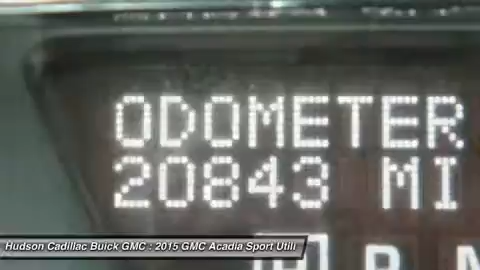 ODOMETER
20843 MI
Hudson Cadillac Buick GMC : 2015 GMC Acadia Sport Utili